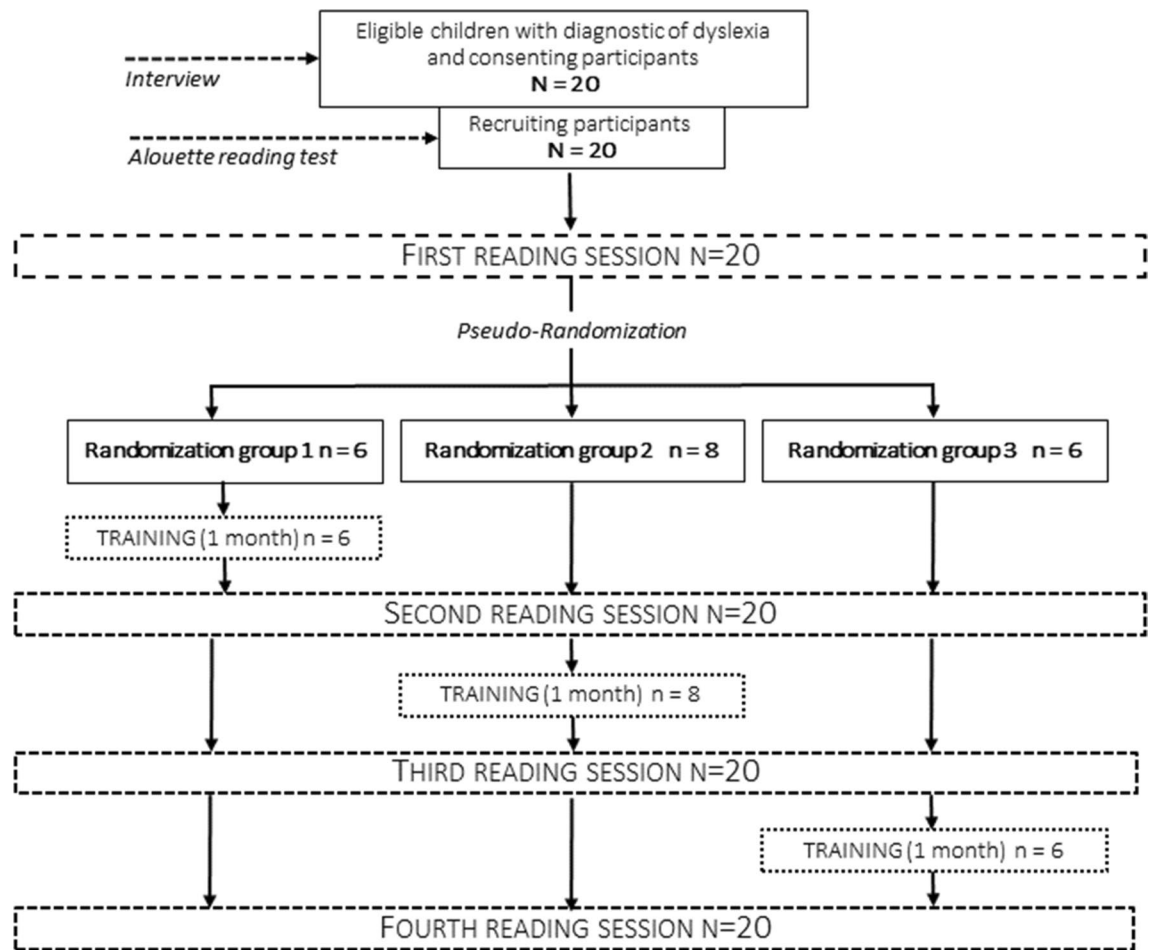 Eligible children with diagnostic of dyslexia
and consenting participants
N = 20
Interview
Recruiting participants
N = 20
Alouette reading test
FIRST READING SESSION N=20
Pseudo-Randomization
Randomization group 1 n = 6
Randomization group 2 n = 8
Randomization group 3 n = 6
TRAINING (1 month) n = 6
SECOND READING SESSION N=20
TRAINING (1 month) n = 8
THIRD READING SESSION N=20
TRAINING (1 month) n = 6
FOURTH READING SESSION N=20